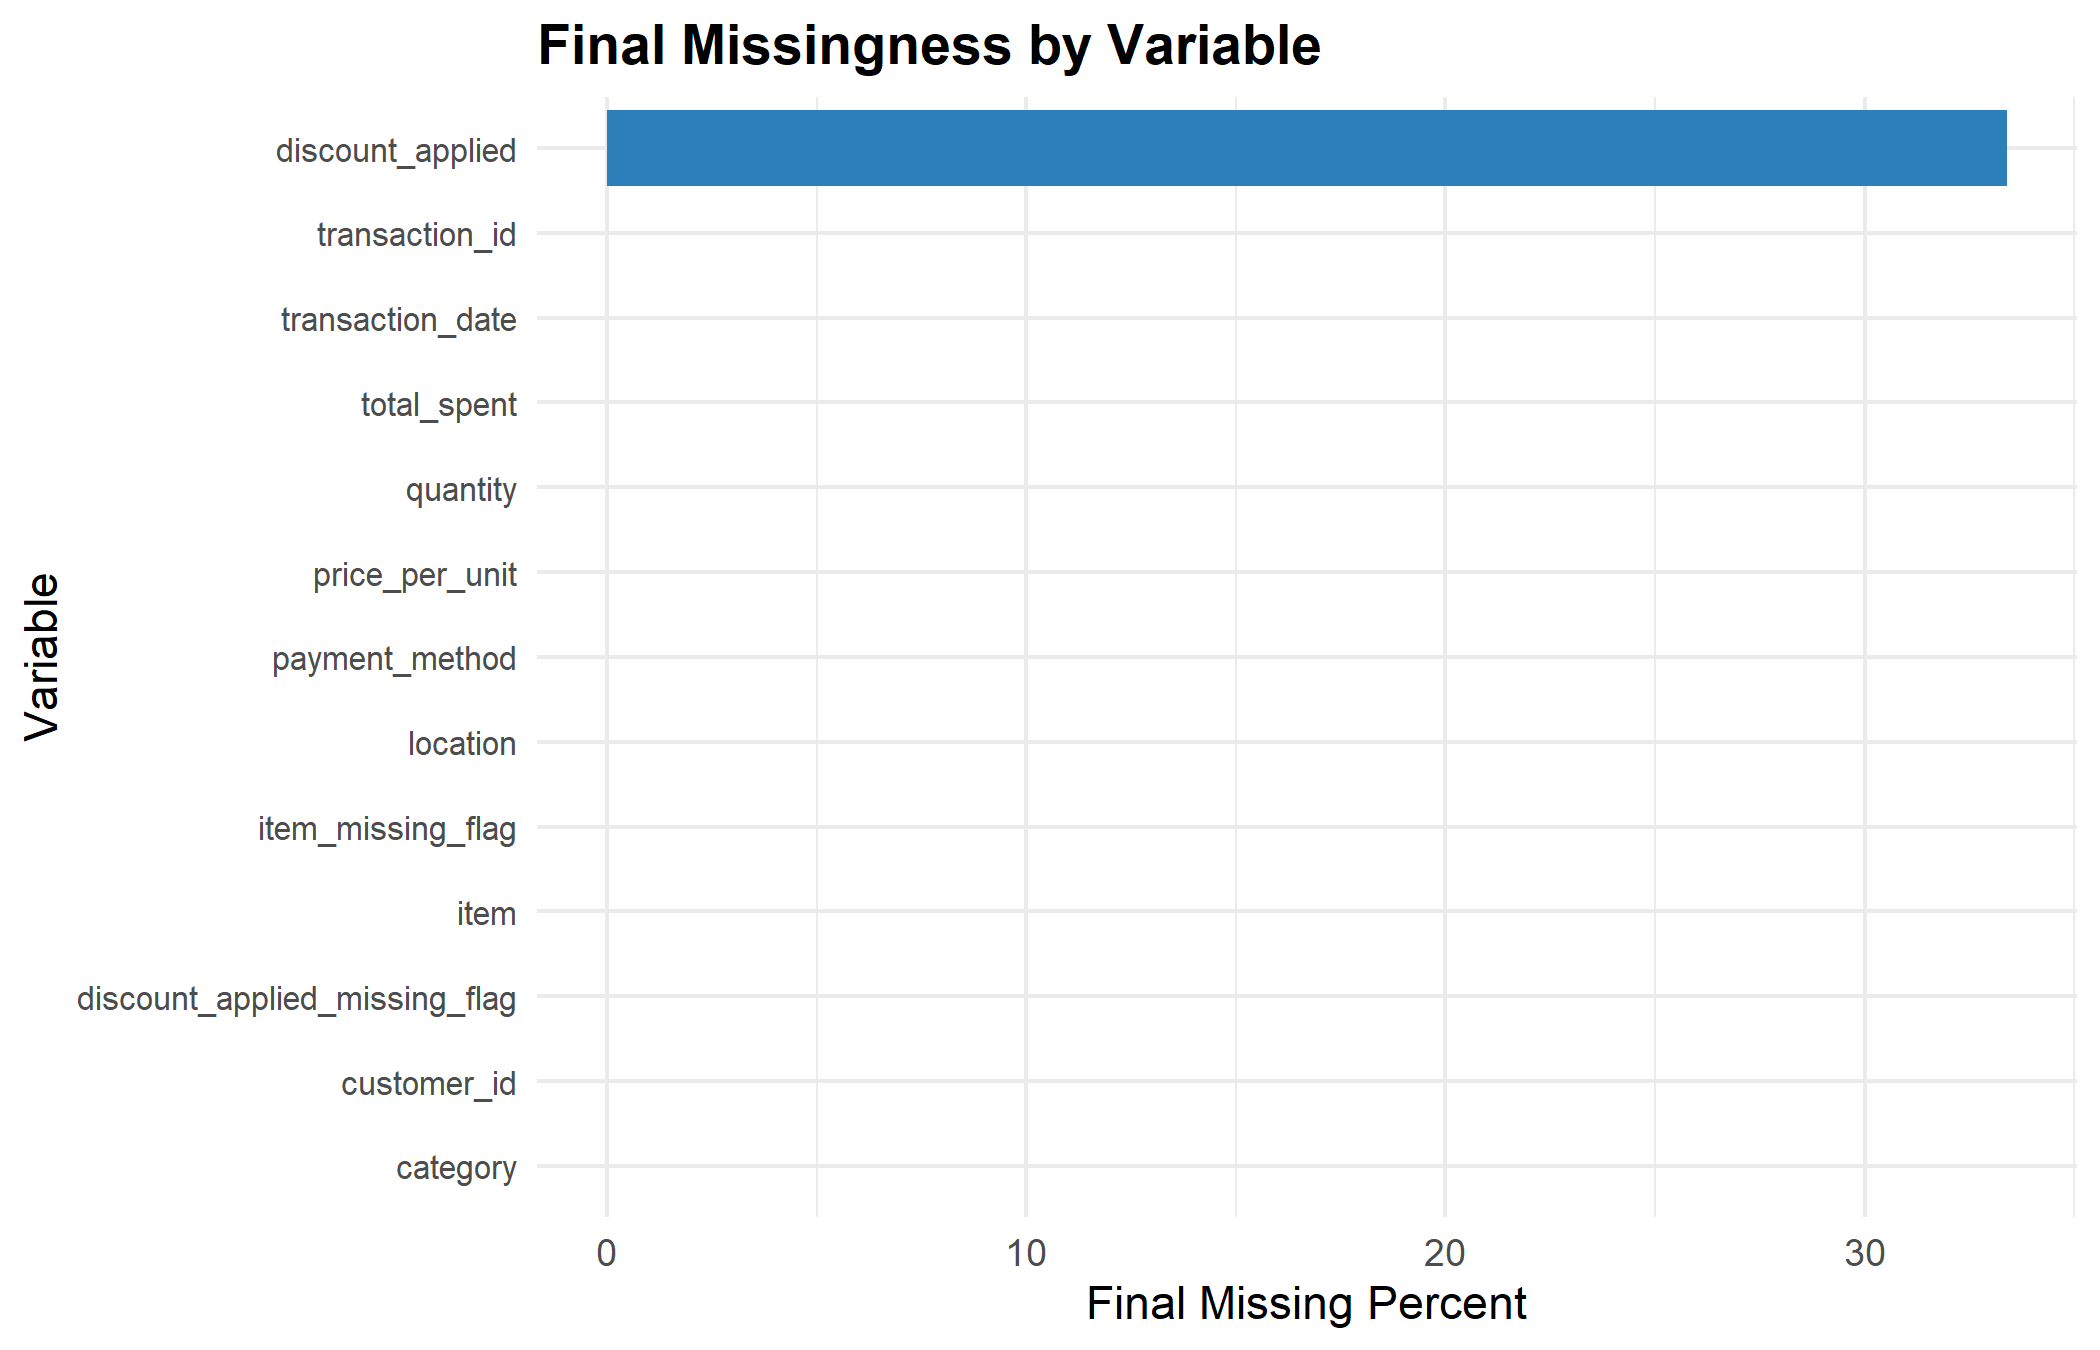 Final Missingness by Variable
Variable
discount_applied
transaction_id
transaction_date
total_spent
quantity
price_per_unit
payment_method
location
item_missing_flag
item
discount_applied_missing_flag
customer_id
category
0 10 20 30
Final Missing Percent